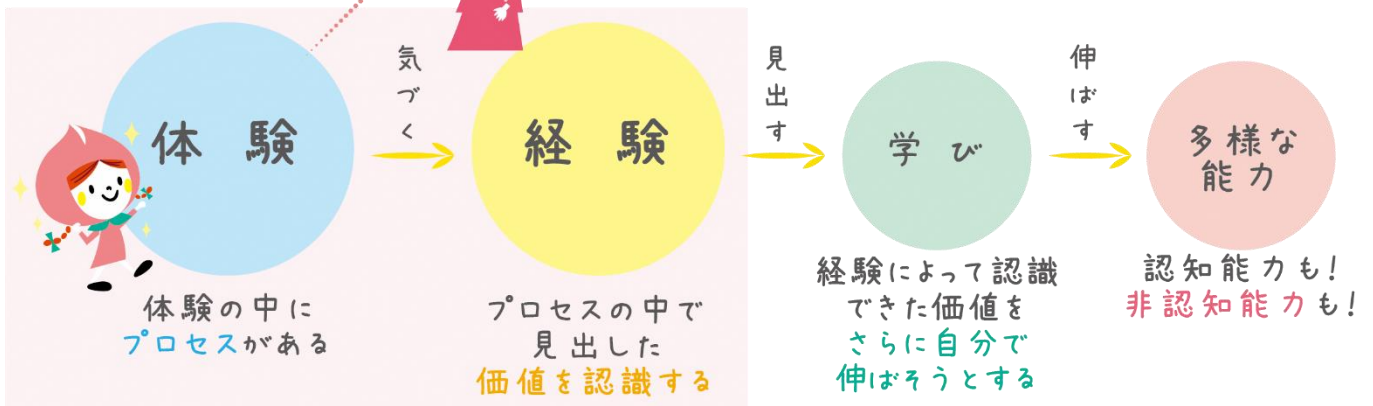 体験
気づく
経験
見出す
学び
伸ばす
多様な
能力
体験の中に
プロセスがある
プロセスの中で
見出した
価値を認識する
経験によって認識
できた価値を
さらに自分で
伸ばそうとする
認知能力も!
非認知能力も!